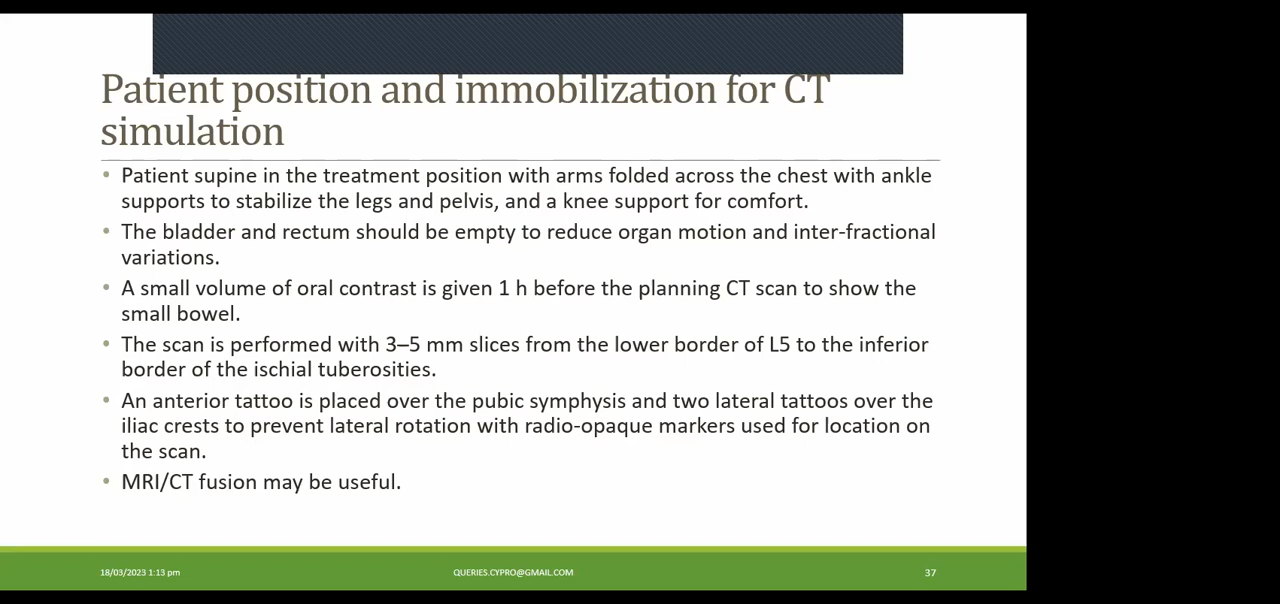 Patient position and immobilization for CT
simulation
• Patient supine in the treatment position with arms folded across the chest with ankle
supports to stabilize the legs and pelvis, and a knee support for comfort.
• The bladder and rectum should be empty to reduce organ motion and inter-fractional
variations.
• A small volume of oral contrast is given 1 h before the planning CT scan to show the
small bowel.
• The scan is performed with 3–5 mm slices from the lower border of L5 to the inferior
border of the ischial tuberosities.
• An anterior tattoo is placed over the pubic symphysis and two lateral tattoos over the
iliac crests to prevent lateral rotation with radio-opaque markers used for location on
the scan.
• MRI/CT fusion may be useful.
18/03/2023 1:13 pm
QUERIES.CYPRO@GMAIL.COM
37